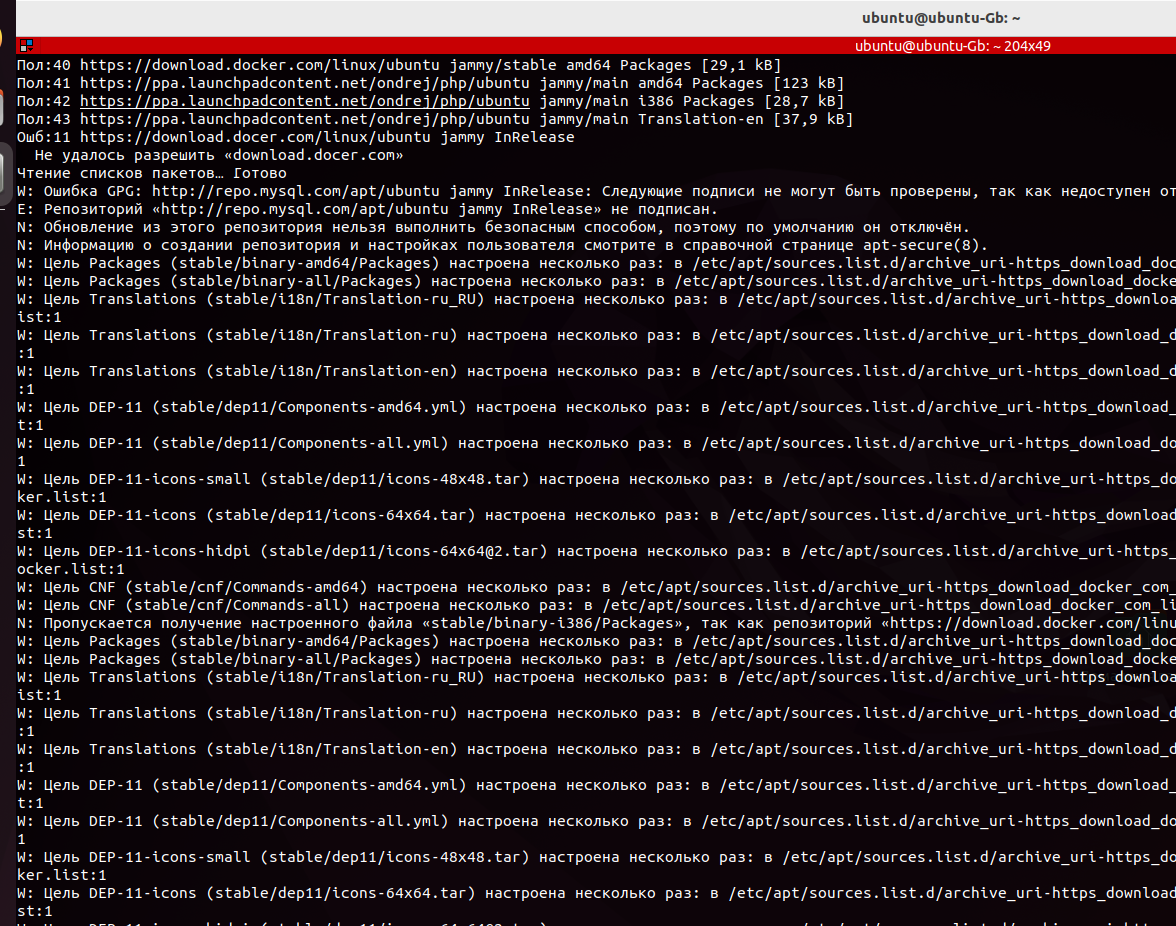 ubuntu@ubuntu-Gb: ~
ubuntu@ubuntu-Gb: ~ 204x49
Пол:40 https://download.docker.com/linux/ubuntu jammy/stable amd64 Packages [29,1 kB]
Пол:41 https://ppa.launchpadcontent.net/ondrej/php/ubuntu jammy/main amd64 Packages [123 kB]
Пол:42 https://ppa.launchpadcontent.net/ondrej/php/ubuntu jammy/main i386 Packages [28,7 kB]
Пол:43 https://ppa.launchpadcontent.net/ondrej/php/ubuntu jammy/main Translation-en [37,9 kB]
Ошб:11 https://download.docer.com/linux/ubuntu jammy InRelease
Не удалось разрешить «download.docer.com»
Чтение списков пакетов… Готово
W: Ошибка GPG: http://repo.mysql.com/apt/ubuntu jammy InRelease: Следующие подписи не могут быть проверены, так как недоступен от
E: Репозиторий «http://repo.mysql.com/apt/ubuntu jammy InRelease» не подписан.
N: Обновление из этого репозитория нельзя выполнить безопасным способом, поэтому по умолчанию он отключён.
N: Информацию о создании репозитория и настройках пользователя смотрите в справочной странице apt-secure(8).
W: Цель Packages (stable/binary-amd64/Packages) настроена несколько раз: в /etc/apt/sources.list.d/archive_uri-https_download_doc
W: Цель Packages (stable/binary-all/Packages) настроена несколько раз: в /etc/apt/sources.list.d/archive_uri-https_download_docke
W: Цель Translations (stable/i18n/Translation-ru_RU) настроена несколько раз: в /etc/apt/sources.list.d/archive_uri-https_downloa
ist:1
W: Цель Translations (stable/i18n/Translation-ru) настроена несколько раз: в /etc/apt/sources.list.d/archive_uri-https_download_d
:1
W: Цель Translations (stable/i18n/Translation-en) настроена несколько раз: в /etc/apt/sources.list.d/archive_uri-https_download_d
:1
W: Цель DEP-11 (stable/dep11/Components-amd64.yml) настроена несколько раз: в /etc/apt/sources.list.d/archive_uri-https_download_
t:1
W: Цель DEP-11 (stable/dep11/Components-all.yml) настроена несколько раз: в /etc/apt/sources.list.d/archive_uri-https_download_do
1
W: Цель DEP-11-icons-small (stable/dep11/icons-48x48.tar) настроена несколько раз: в /etc/apt/sources.list.d/archive_uri-https_do
ker.list:1
W: Цель DEP-11-icons (stable/dep11/icons-64x64.tar) настроена несколько раз: в /etc/apt/sources.list.d/archive_uri-https_download
st:1
W: Цель DEP-11-icons-hidpi (stable/dep11/icons-64x64@2.tar) настроена несколько раз: в /etc/apt/sources.list.d/archive_uri-https_
ocker.list:1
W: Цель CNF (stable/cnf/Commands-amd64) настроена несколько раз: в /etc/apt/sources.list.d/archive_uri-https_download_docker_com_
W: Цель CNF (stable/cnf/Commands-all) настроена несколько раз: в /etc/apt/sources.list.d/archive_uri-https_download_docker_com_li
N: Пропускается получение настроенного файла «stable/binary-i386/Packages», так как репозиторий «https://download.docker.com/linu
W: Цель Packages (stable/binary-amd64/Packages) настроена несколько раз: в /etc/apt/sources.list.d/archive_uri-https_download_doc
W: Цель Packages (stable/binary-all/Packages) настроена несколько раз: в /etc/apt/sources.list.d/archive_uri-https_download_docke
W: Цель Translations (stable/i18n/Translation-ru_RU) настроена несколько раз: в /etc/apt/sources.list.d/archive_uri-https_downloa
ist:1
W: Цель Translations (stable/i18n/Translation-ru) настроена несколько раз: в /etc/apt/sources.list.d/archive_uri-https_download_d
:1
W: Цель Translations (stable/i18n/Translation-en) настроена несколько раз: в /etc/apt/sources.list.d/archive_uri-https_download_d
:1
W: Цель DEP-11 (stable/dep11/Components-amd64.yml) настроена несколько раз: в /etc/apt/sources.list.d/archive_uri-https_download_
t:1
W: Цель DEP-11 (stable/dep11/Components-all.yml) настроена несколько раз: в /etc/apt/sources.list.d/archive_uri-https_download_do
1
W: Цель DEP-11-icons-small (stable/dep11/icons-48x48.tar) настроена несколько раз: в /etc/apt/sources.list.d/archive_uri-https_do
ker.list:1
W: Цель DEP-11-icons (stable/dep11/icons-64x64.tar) настроена несколько раз: в /etc/apt/sources.list.d/archive_uri-https_download
st:1